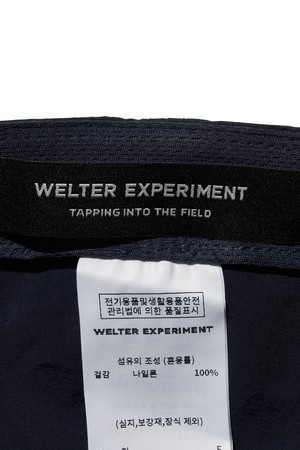 WELTER EXPERIMENT
TAPPING INTO THE FIELD
전기용품및생활용품안전
관리법에 의한 품질표시
WELTER EXPERIMENT
섬유의 조성 (혼용률)
겉감 나일론 100%
(심지,보강재,장식 제외)